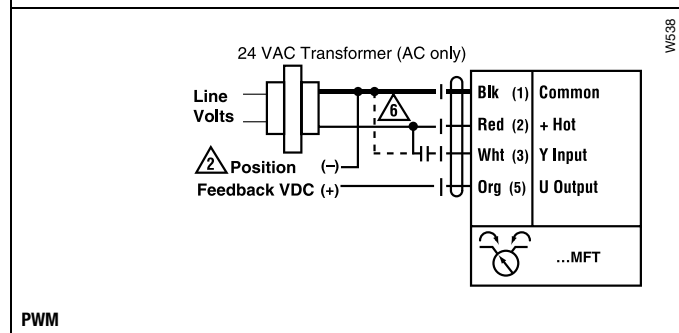 W538
24 VAC Transformer (AC only)
Line
Volts
6
Blk (1) Common
Red (2) + Hot
Wht (3) Y Input
Org (5) U Output
2 Position (–)
Feedback VDC (+)
...MFT
PWM